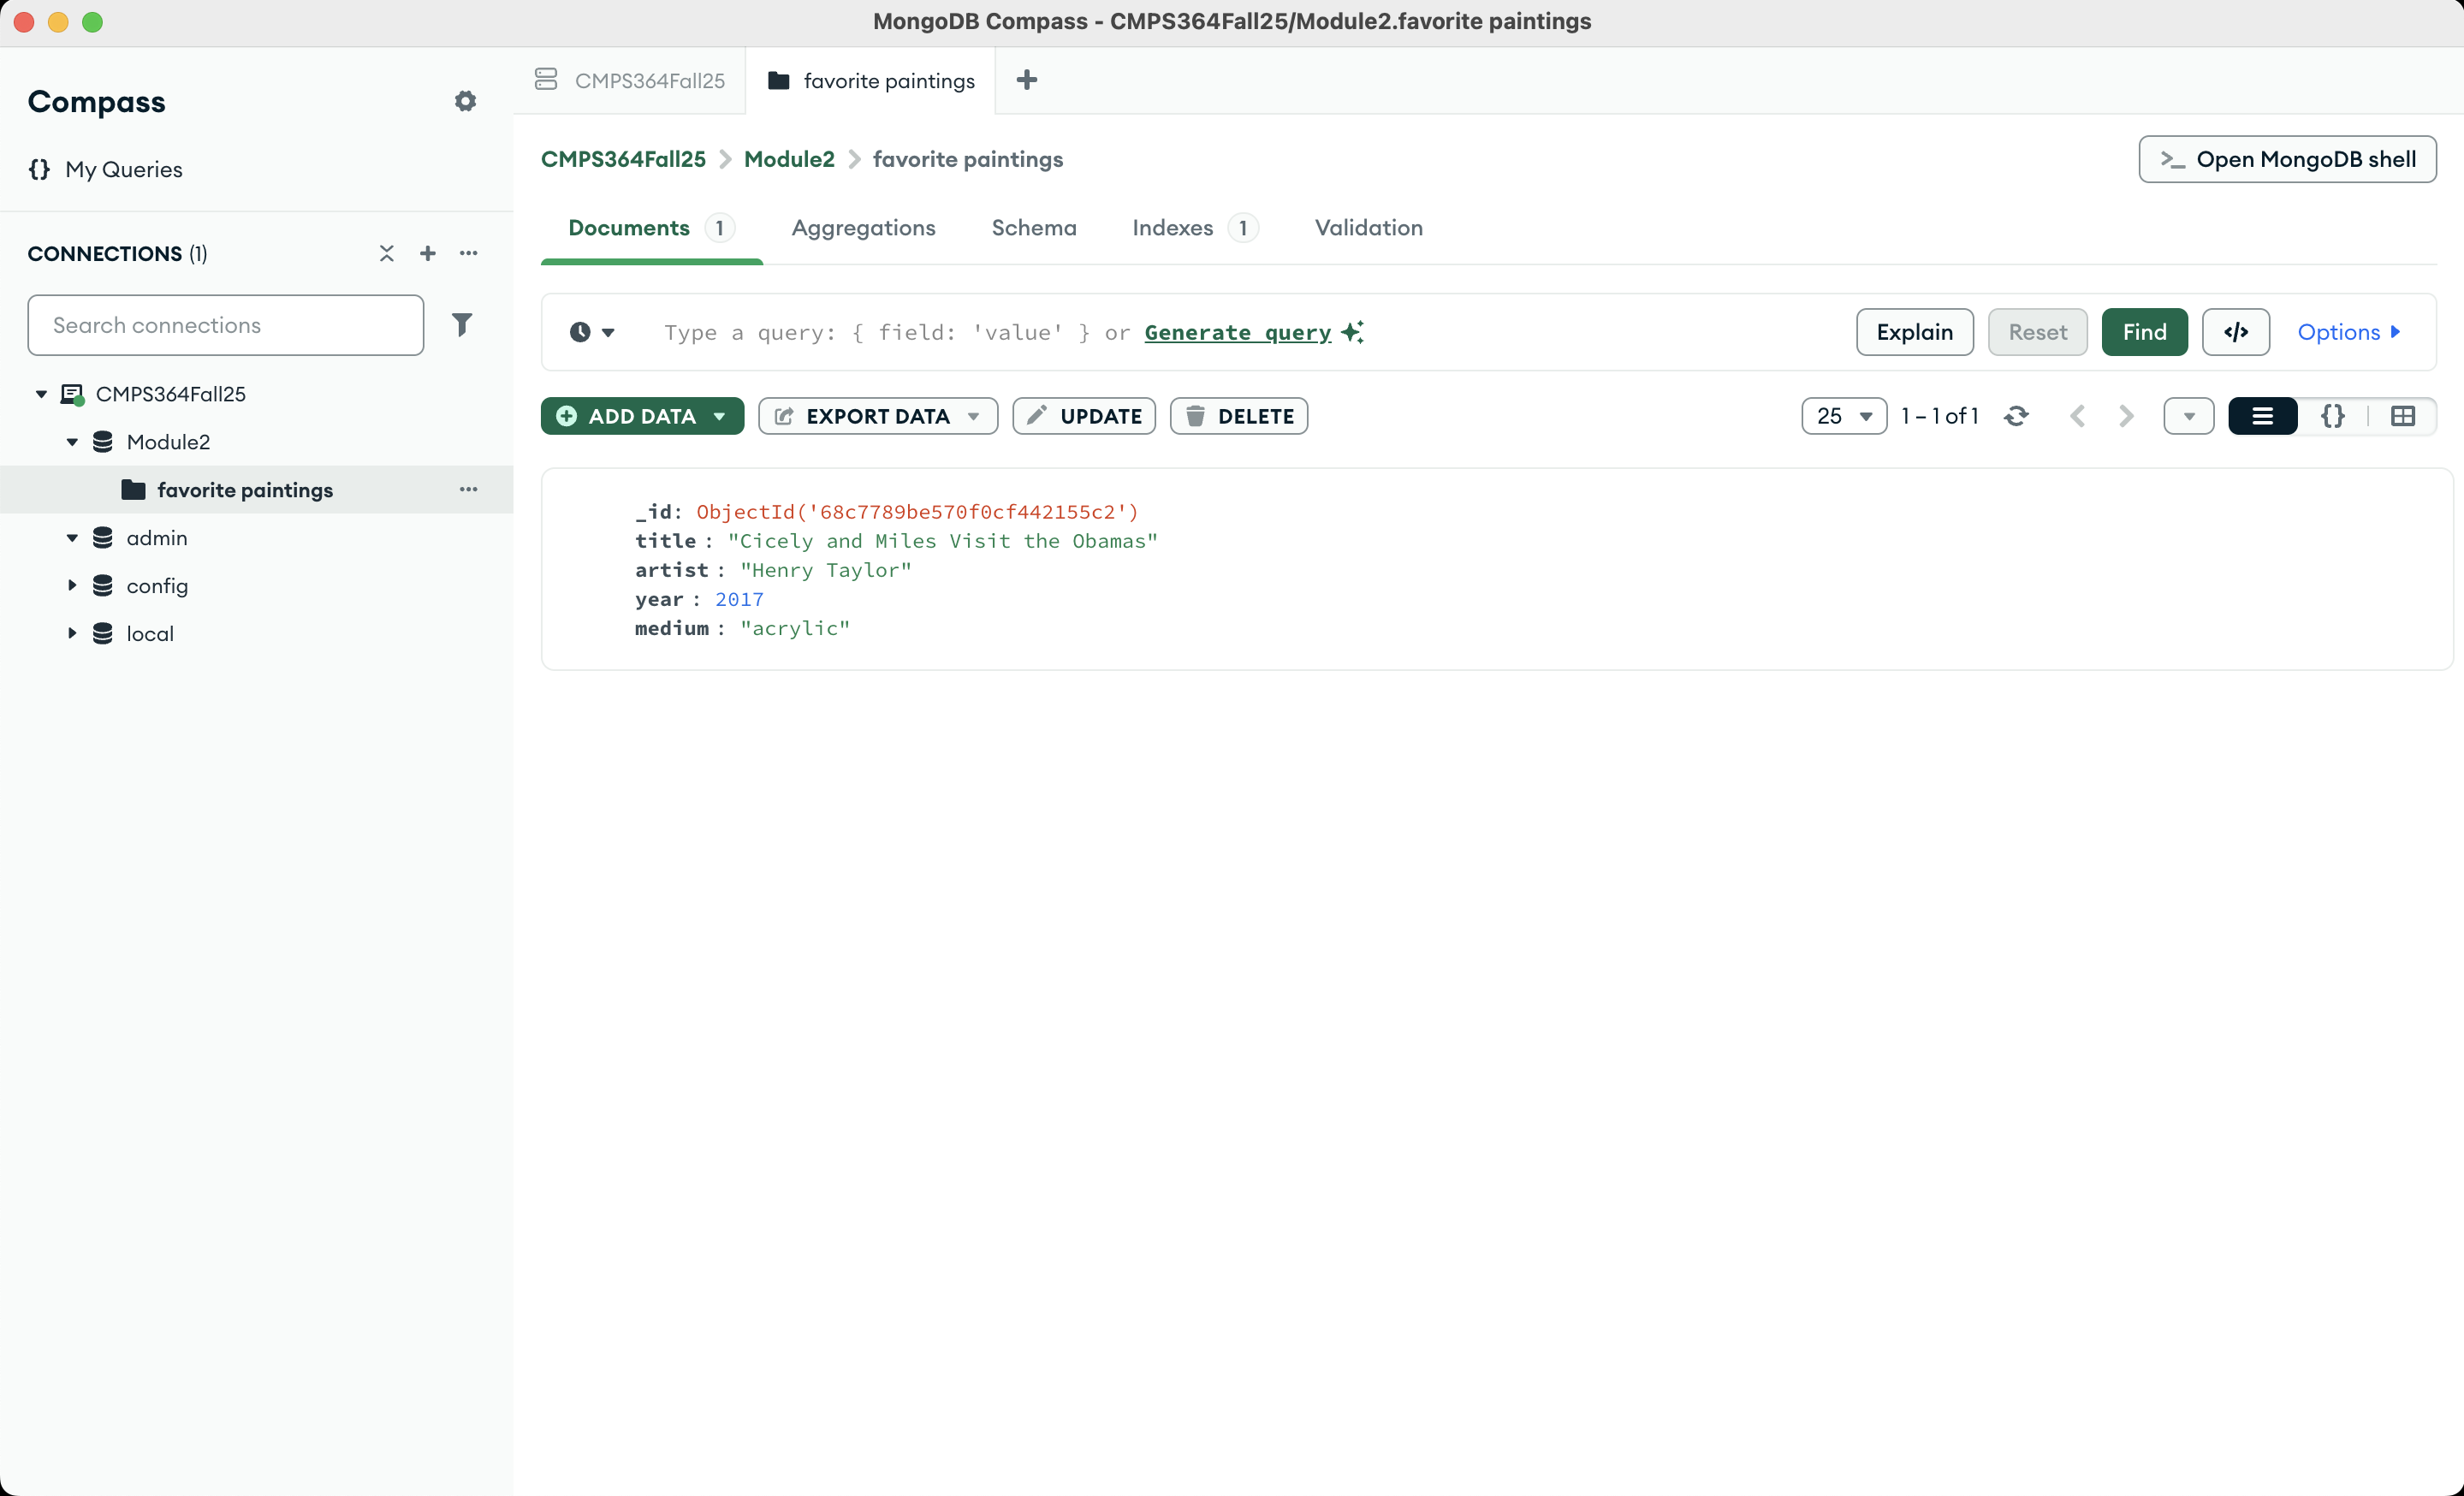 MongoDB Compass - CMPS364Fall25/Module2.favorite paintings
Compass
{} My Queries
CONNECTIONS (1)
Search connections
CMPS364Fall25
Module2
favorite paintings
admin
config
local
CMPS364Fall25
favorite paintings
CMPS364Fall25 > Module2 > favorite paintings
>_ Open MongoDB shell
Documents 1 Aggregations Schema Indexes 1 Validation
Type a query: { field: 'value' } or Generate query
Explain Reset Find </> Options
ADD DATA EXPORT DATA UPDATE DELETE
25 1 – 1 of 1 {}
_id: ObjectId('68c7789be570f0cf442155c2')
title : "Cicely and Miles Visit the Obamas"
artist : "Henry Taylor"
year : 2017
medium : "acrylic"